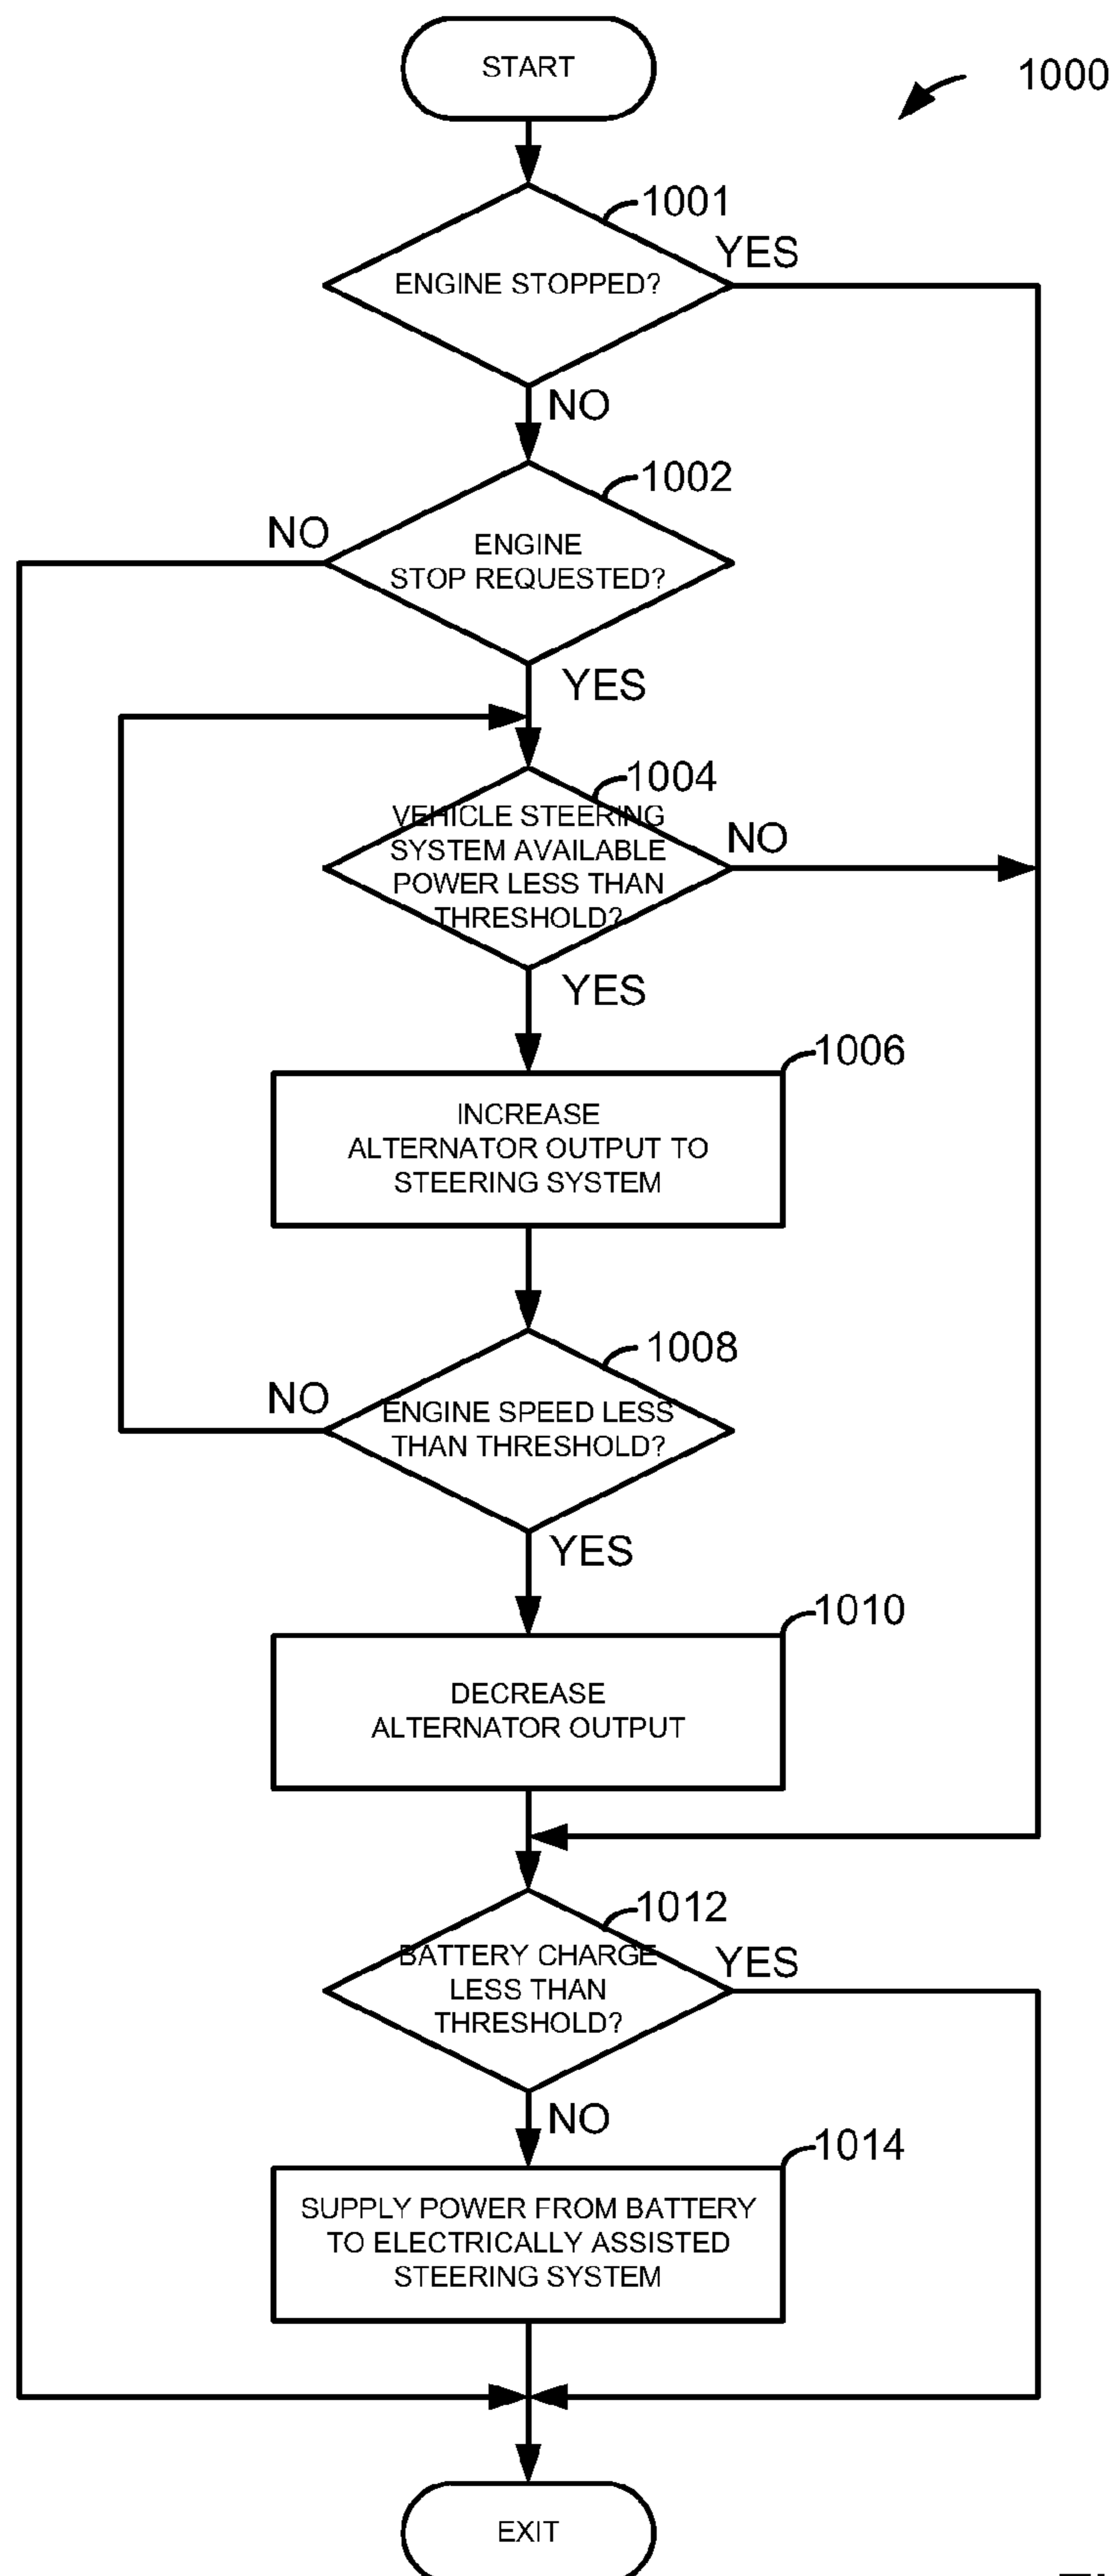 START
1000
1001
YES
ENGINE STOPPED?
NO
1002
NO
ENGINE
STOP REQUESTED?
YES
1004
VEHICLE STEERING
SYSTEM AVAILABLE
POWER LESS THAN
THRESHOLD?
NO
YES
1006
INCREASE
ALTERNATOR OUTPUT TO
STEERING SYSTEM
1008
NO
ENGINE SPEED LESS
THAN THRESHOLD?
YES
1010
DECREASE
ALTERNATOR OUTPUT
1012
BATTERY CHARGE
LESS THAN
THRESHOLD?
YES
NO
1014
SUPPLY POWER FROM BATTERY
TO ELECTRICALLY ASSISTED
STEERING SYSTEM
EXIT